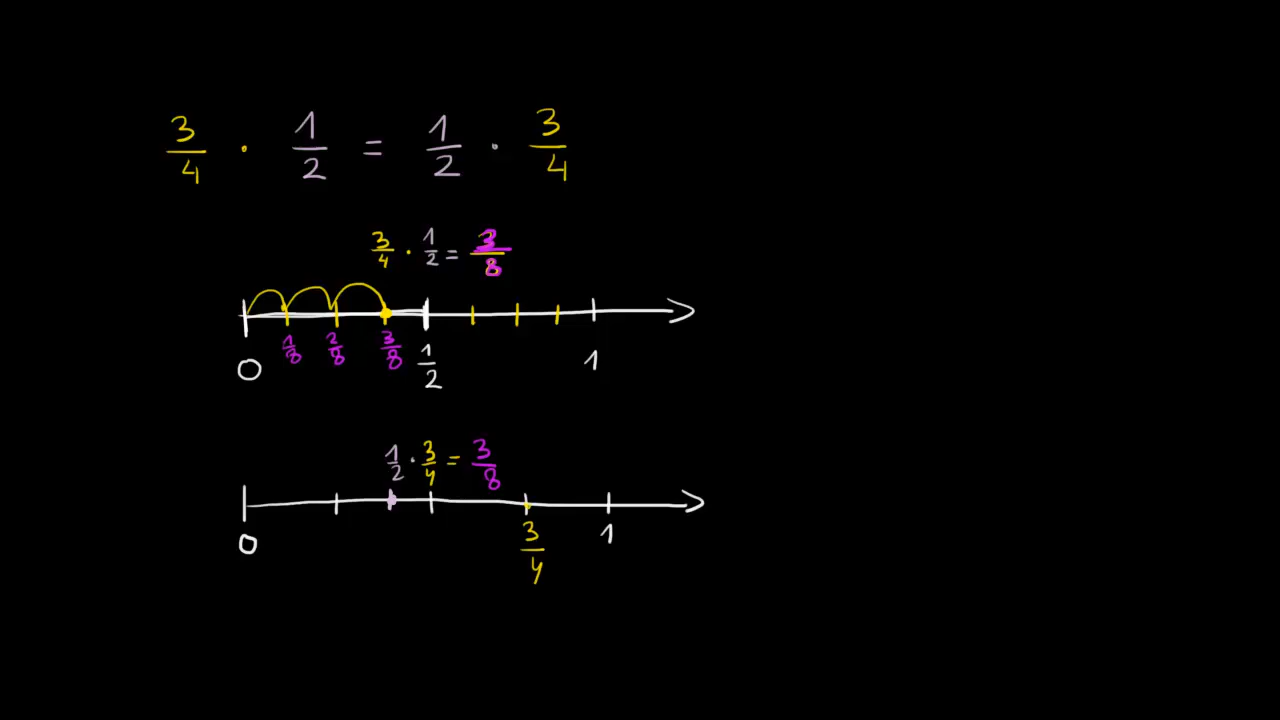 3/4 · 1/2 = 1/2 · 3/4
3/4 · 1/2 = 3/8
1/8 2/8 3/8
0 1/2 1
1/2 · 3/4 = 3/8
0 3/4 1